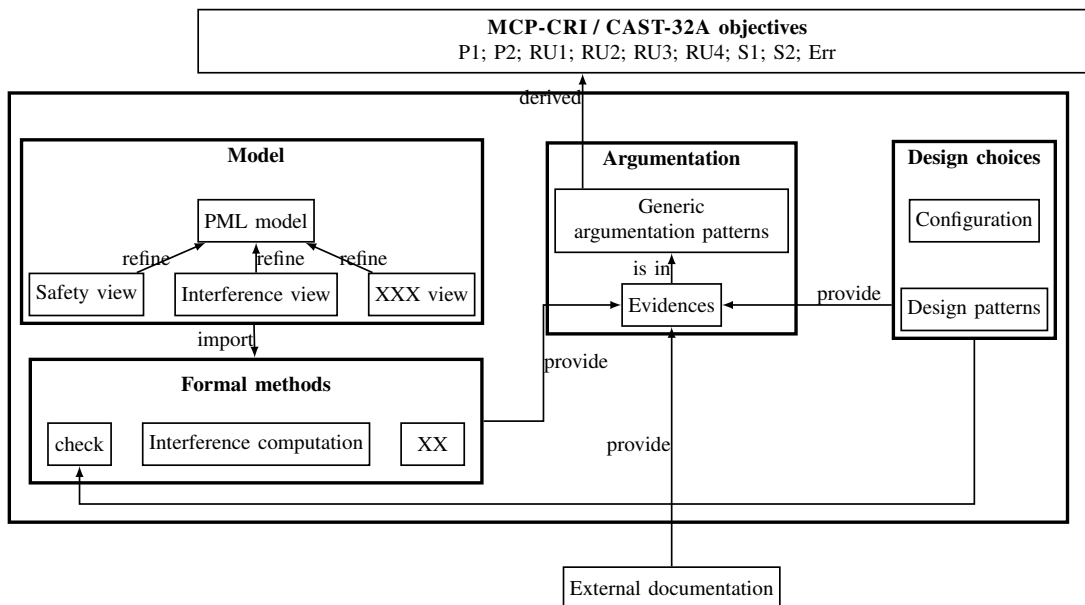 MCP-CRI / CAST-32A objectives
P1; P2; RU1; RU2; RU3; RU4; S1; S2; Err
derived
Model
PML model
refine
refine
refine
Safety view
Interference view
XXX view
import
Formal methods
check
Interference computation
XX
provide
Argumentation
Generic
argumentation patterns
is in
Evidences
provide
Design choices
Configuration
Design patterns
provide
External documentation